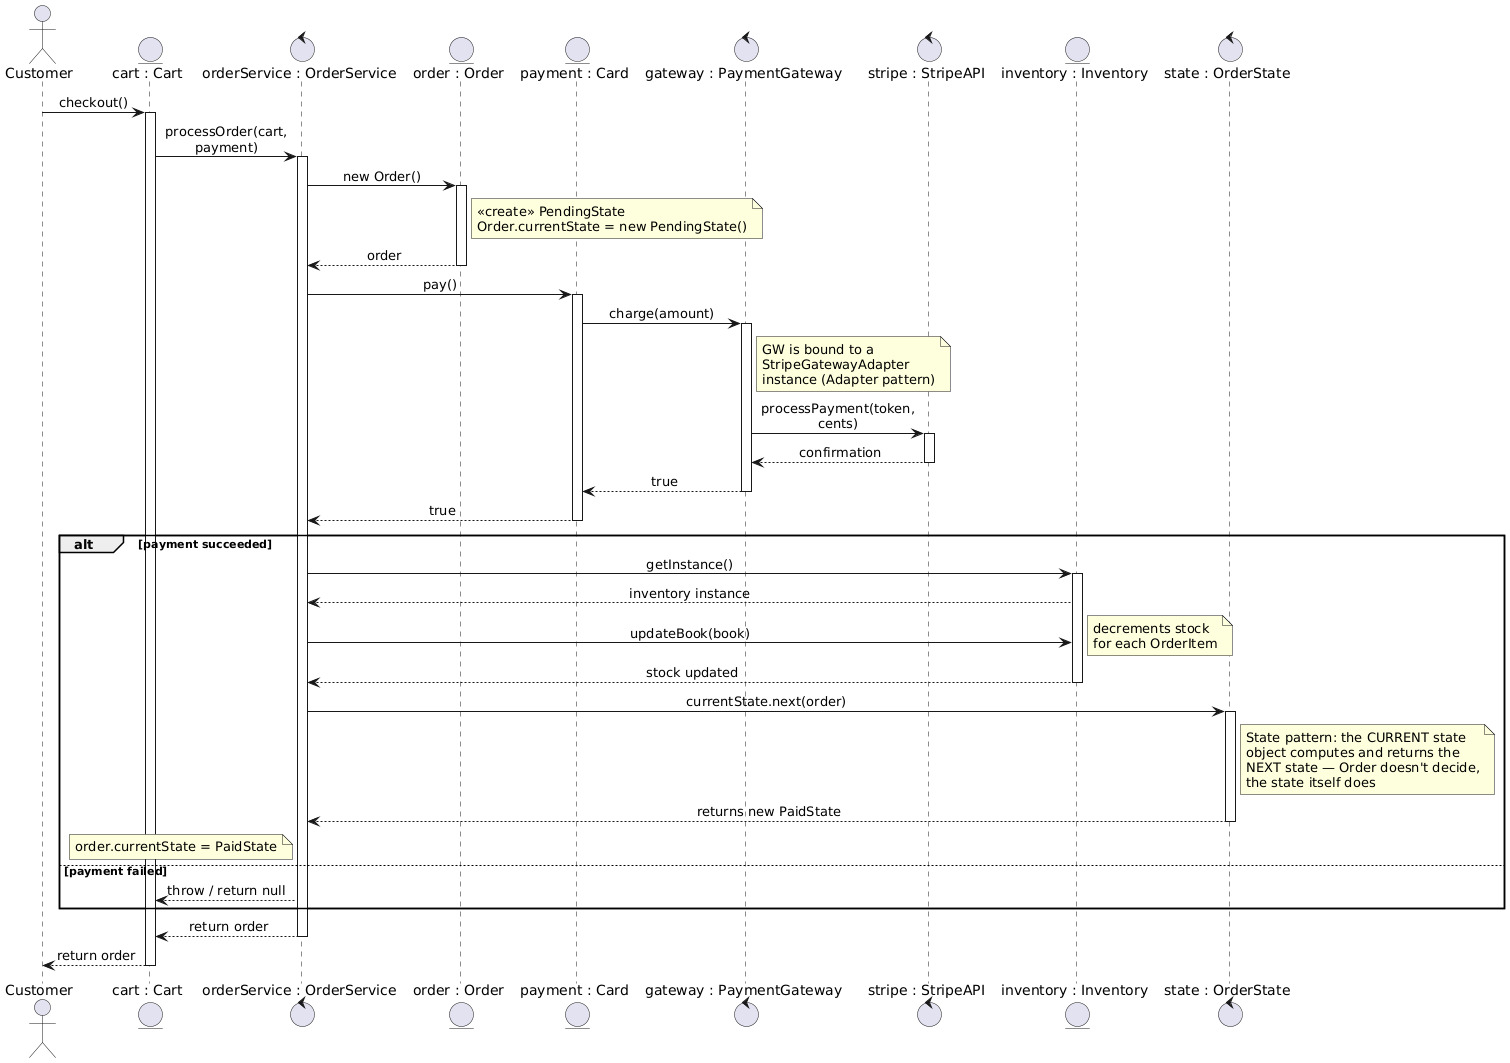 Customer
cart : Cart
orderService : OrderService
order : Order
payment : Card
gateway : PaymentGateway
stripe : StripeAPI
inventory : Inventory
state : OrderState
checkout()
processOrder(cart,
payment)
new Order()
«create» PendingState
Order.currentState = new PendingState()
order
pay()
charge(amount)
GW is bound to a
StripeGatewayAdapter
instance (Adapter pattern)
processPayment(token,
cents)
confirmation
true
true
alt
[payment succeeded]
getInstance()
inventory instance
updateBook(book)
decrements stock
for each OrderItem
stock updated
currentState.next(order)
State pattern: the CURRENT state
object computes and returns the
NEXT state — Order doesn't decide,
the state itself does
returns new PaidState
order.currentState = PaidState
[payment failed]
throw / return null
return order
return order
Customer
cart : Cart
orderService : OrderService
order : Order
payment : Card
gateway : PaymentGateway
stripe : StripeAPI
inventory : Inventory
state : OrderState